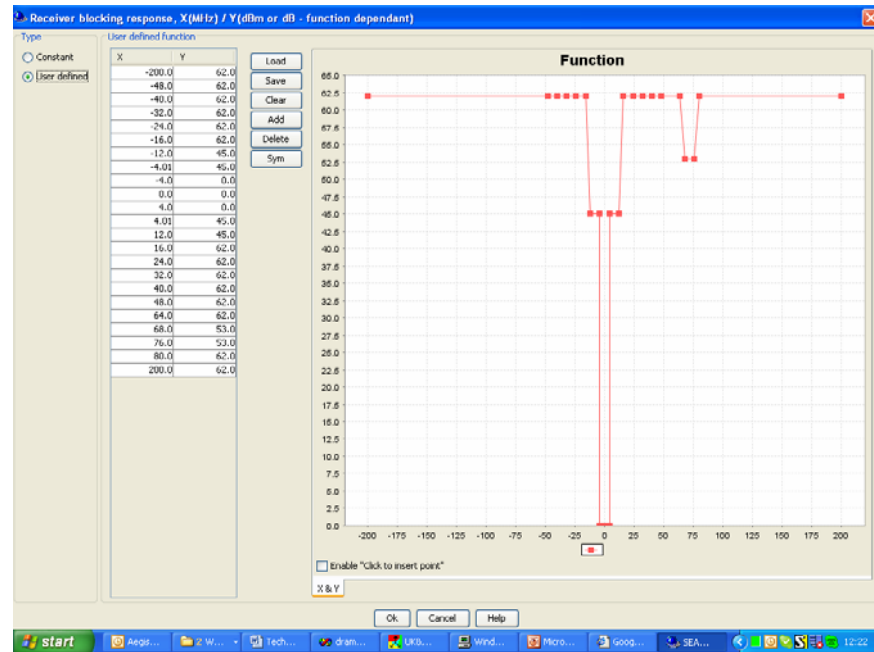 Receiver blocking response, X(MHz) / Y(dBm or dB - function dependant)
Type
User defined function
Constant
User defined
X Y
-200.0 62.0
-48.0 62.0
-40.0 62.0
-32.0 62.0
-24.0 62.0
-16.0 62.0
-12.0 45.0
-4.01 45.0
-4.0 0.0
0.0 0.0
4.0 0.0
4.01 45.0
12.0 45.0
16.0 62.0
24.0 62.0
32.0 62.0
40.0 62.0
48.0 62.0
64.0 62.0
68.0 53.0
76.0 53.0
80.0 62.0
200.0 62.0
Load
Save
Clear
Add
Delete
Sym
Function
65.0
62.5
60.0
57.5
55.0
52.5
50.0
47.5
45.0
42.5
40.0
37.5
35.0
32.5
30.0
27.5
25.0
22.5
20.0
17.5
15.0
12.5
10.0
7.5
5.0
2.5
0.0
-200 -175 -150 -125 -100 -75 -50 -25 0 25 50 75 100 125 150 175 200
Enable "Click to insert point"
X & Y
Ok Cancel Help
start Aegis... 2 W... Tech... dram... UKB... Wind... Micro... Goog... SEA... 12:22